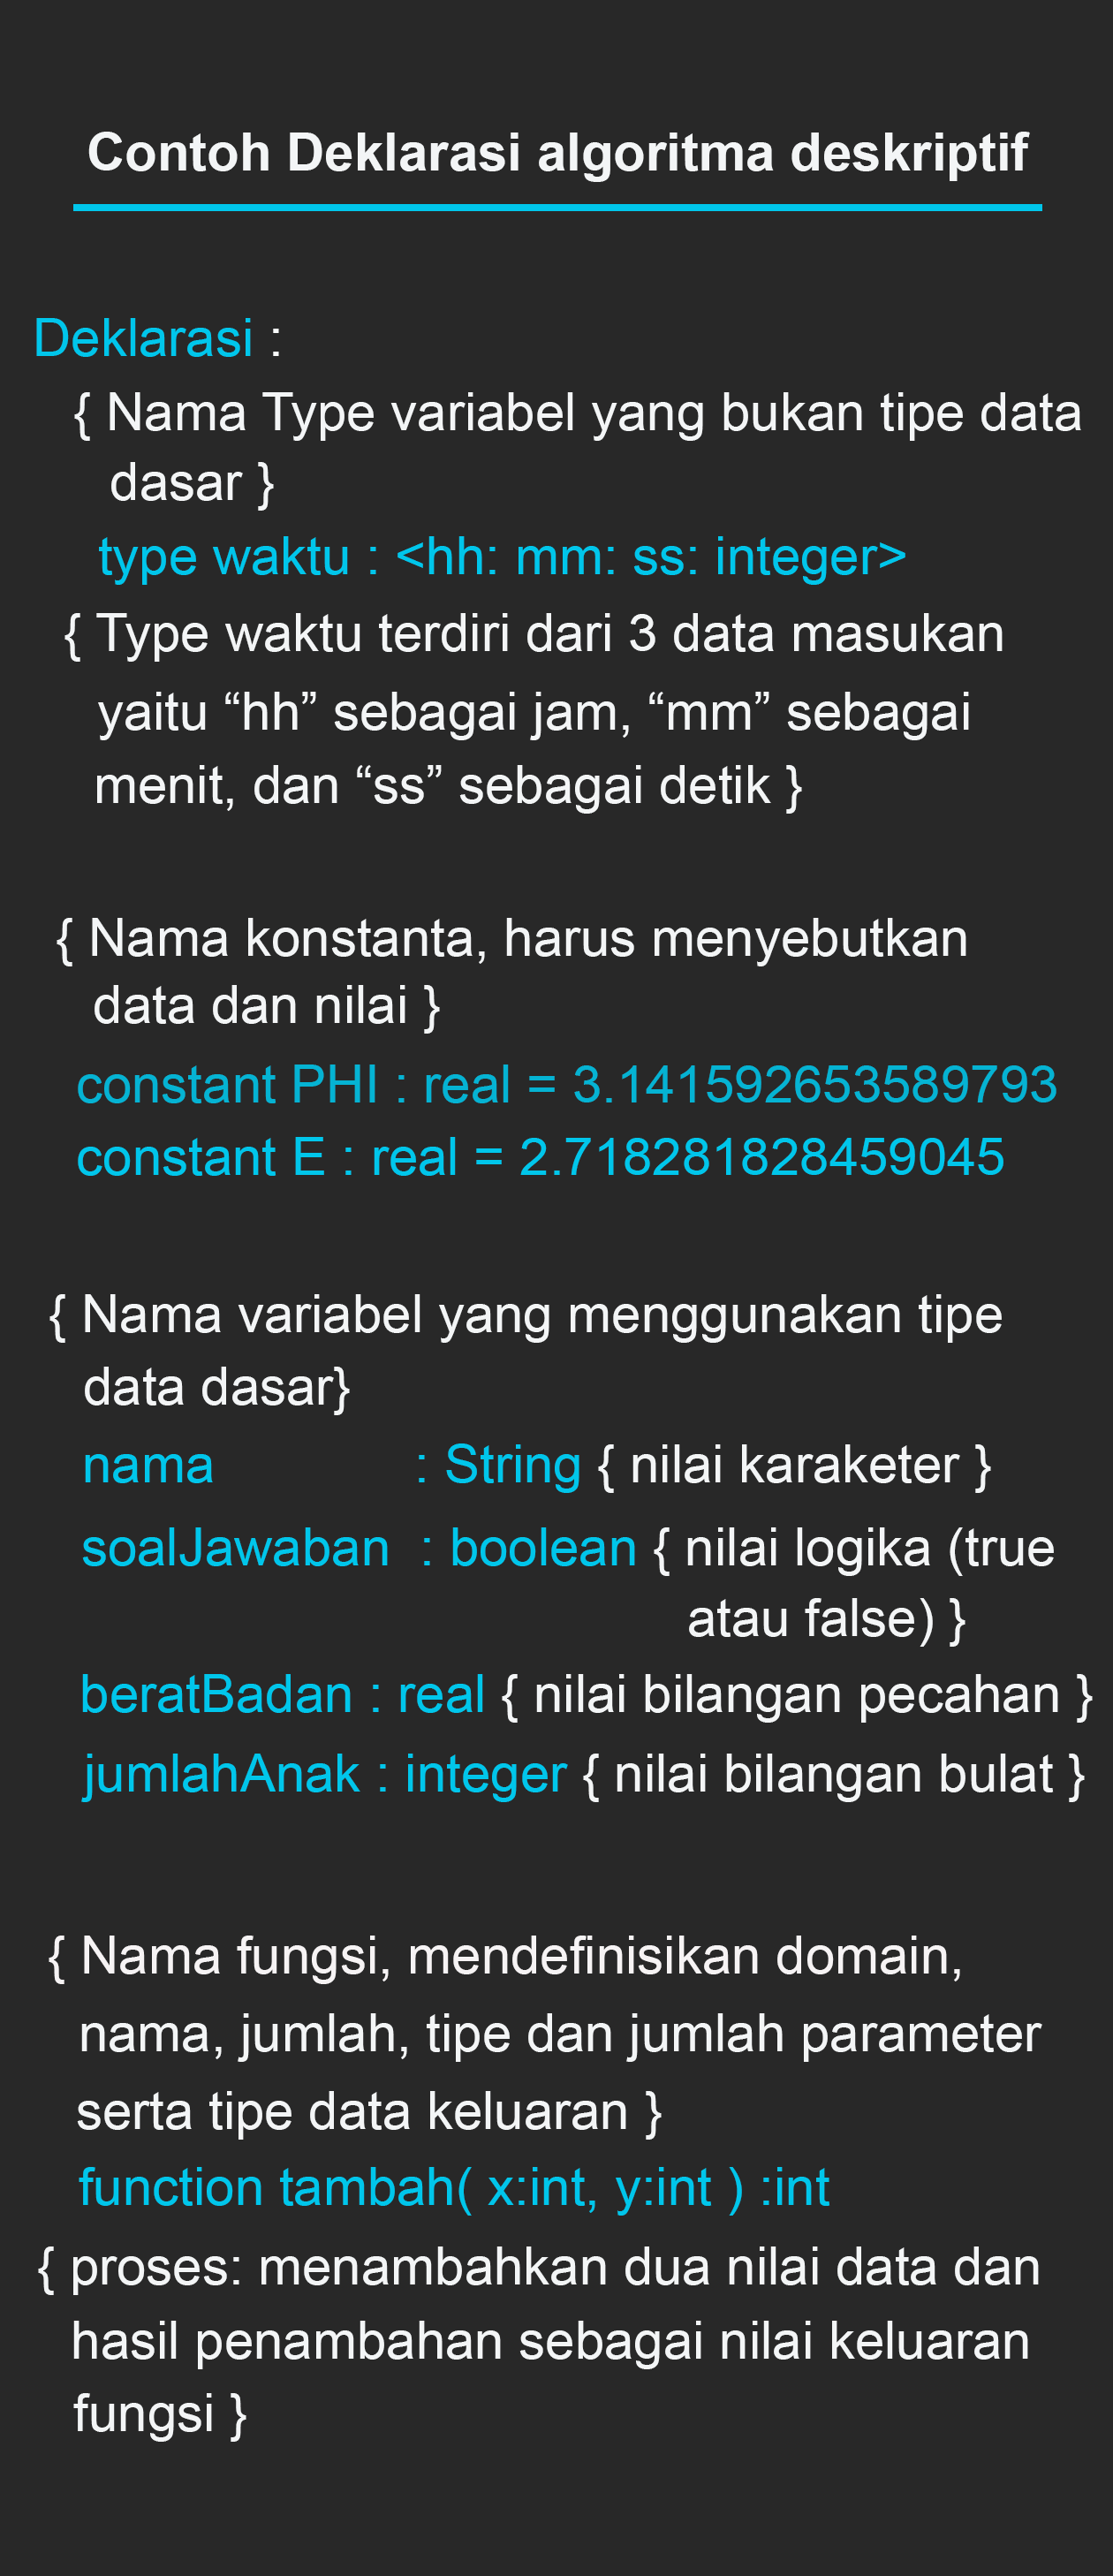 Contoh Deklarasi algoritma deskriptif
Deklarasi :
{ Nama Type variabel yang bukan tipe data
dasar }
type waktu : <hh: mm: ss: integer>
{ Type waktu terdiri dari 3 data masukan
yaitu “hh” sebagai jam, “mm” sebagai
menit, dan “ss” sebagai detik }
{ Nama konstanta, harus menyebutkan
data dan nilai }
constant PHI : real = 3.141592653589793
constant E : real = 2.718281828459045
{ Nama variabel yang menggunakan tipe
data dasar}
nama : String { nilai karaketer }
soalJawaban : boolean { nilai logika (true
atau false) }
beratBadan : real { nilai bilangan pecahan }
jumlahAnak : integer { nilai bilangan bulat }
{ Nama fungsi, mendefinisikan domain,
nama, jumlah, tipe dan jumlah parameter
serta tipe data keluaran }
function tambah( x:int, y:int ) :int
{ proses: menambahkan dua nilai data dan
hasil penambahan sebagai nilai keluaran
fungsi }